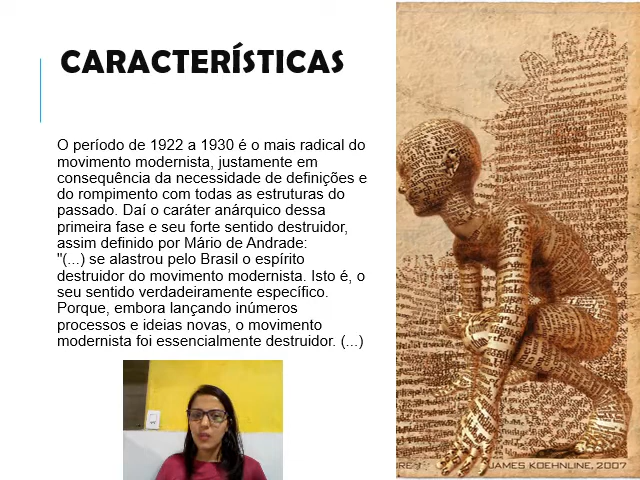 CARACTERÍSTICAS
O período de 1922 a 1930 é o mais radical do
movimento modernista, justamente em
consequência da necessidade de definições e
do rompimento com todas as estruturas do
passado. Daí o caráter anárquico dessa
primeira fase e seu forte sentido destruidor,
assim definido por Mário de Andrade:
"(...) se alastrou pelo Brasil o espírito
destruidor do movimento modernista. Isto é, o
seu sentido verdadeiramente específico.
Porque, embora lançando inúmeros
processos e ideias novas, o movimento
modernista foi essencialmente destruidor. (...)
JAMES KOEHNLINE, 2007